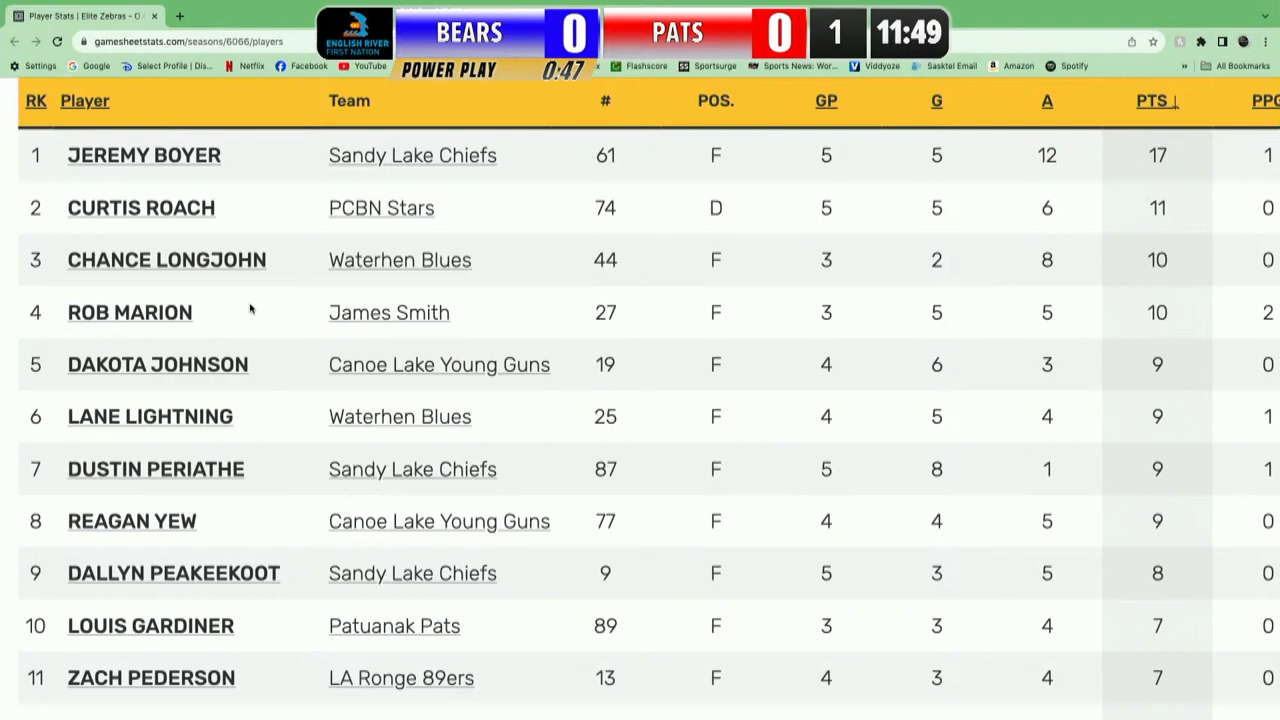 Player Stats | Elite Zebras - O
gamesheetstats.com/seasons/6066/players
ENGLISH RIVER
FIRST NATION
BEARS 0 PATS 0 1 11:49
POWER PLAY 0:47
Settings Google Select Profile | Dis... Netflix Facebook YouTube Flashscore Sportsurge Sports News: Wor... Viddyoze Sasktel Email Amazon Spotify » All Bookmarks
RK Player Team # POS. GP G A PTS ↓ PPG
1 JEREMY BOYER Sandy Lake Chiefs 61 F 5 5 12 17 1
2 CURTIS ROACH PCBN Stars 74 D 5 5 6 11 0
3 CHANCE LONGJOHN Waterhen Blues 44 F 3 2 8 10 0
4 ROB MARION James Smith 27 F 3 5 5 10 2
5 DAKOTA JOHNSON Canoe Lake Young Guns 19 F 4 6 3 9 0
6 LANE LIGHTNING Waterhen Blues 25 F 4 5 4 9 1
7 DUSTIN PERIATHE Sandy Lake Chiefs 87 F 5 8 1 9 1
8 REAGAN YEW Canoe Lake Young Guns 77 F 4 4 5 9 0
9 DALLYN PEAKEEKOOT Sandy Lake Chiefs 9 F 5 3 5 8 0
10 LOUIS GARDINER Patuanak Pats 89 F 3 3 4 7 0
11 ZACH PEDERSON LA Ronge 89ers 13 F 4 3 4 7 0